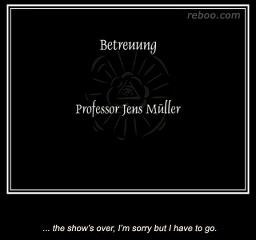 reboo.com
Betreuung
Professor Jens Müller
... the show's over, I'm sorry but I have to go.